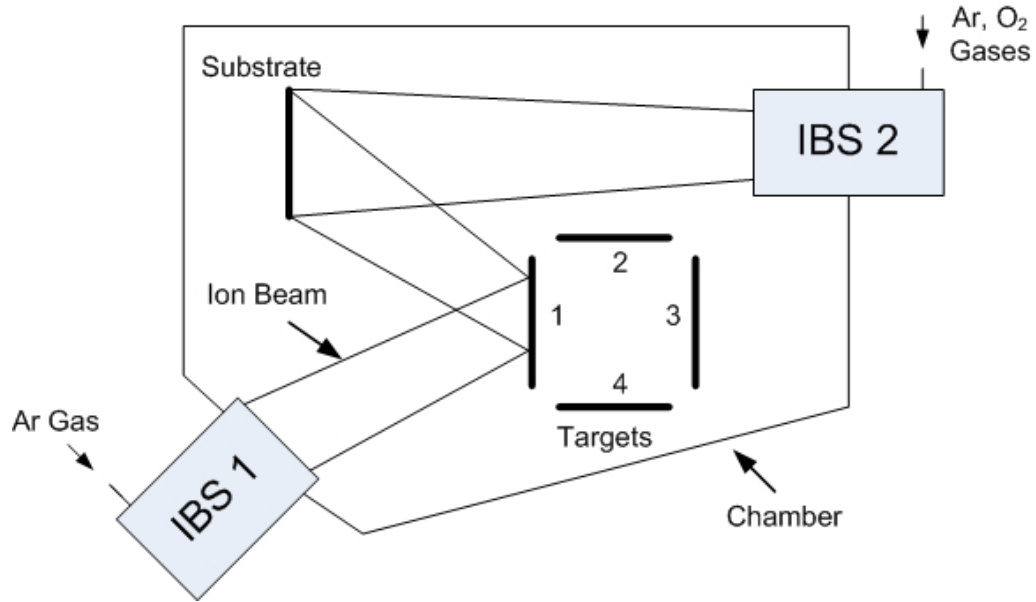 Ar, O₂
Gases
Substrate
IBS 2
2
Ion Beam
1
3
4
Ar Gas
Targets
IBS 1
Chamber